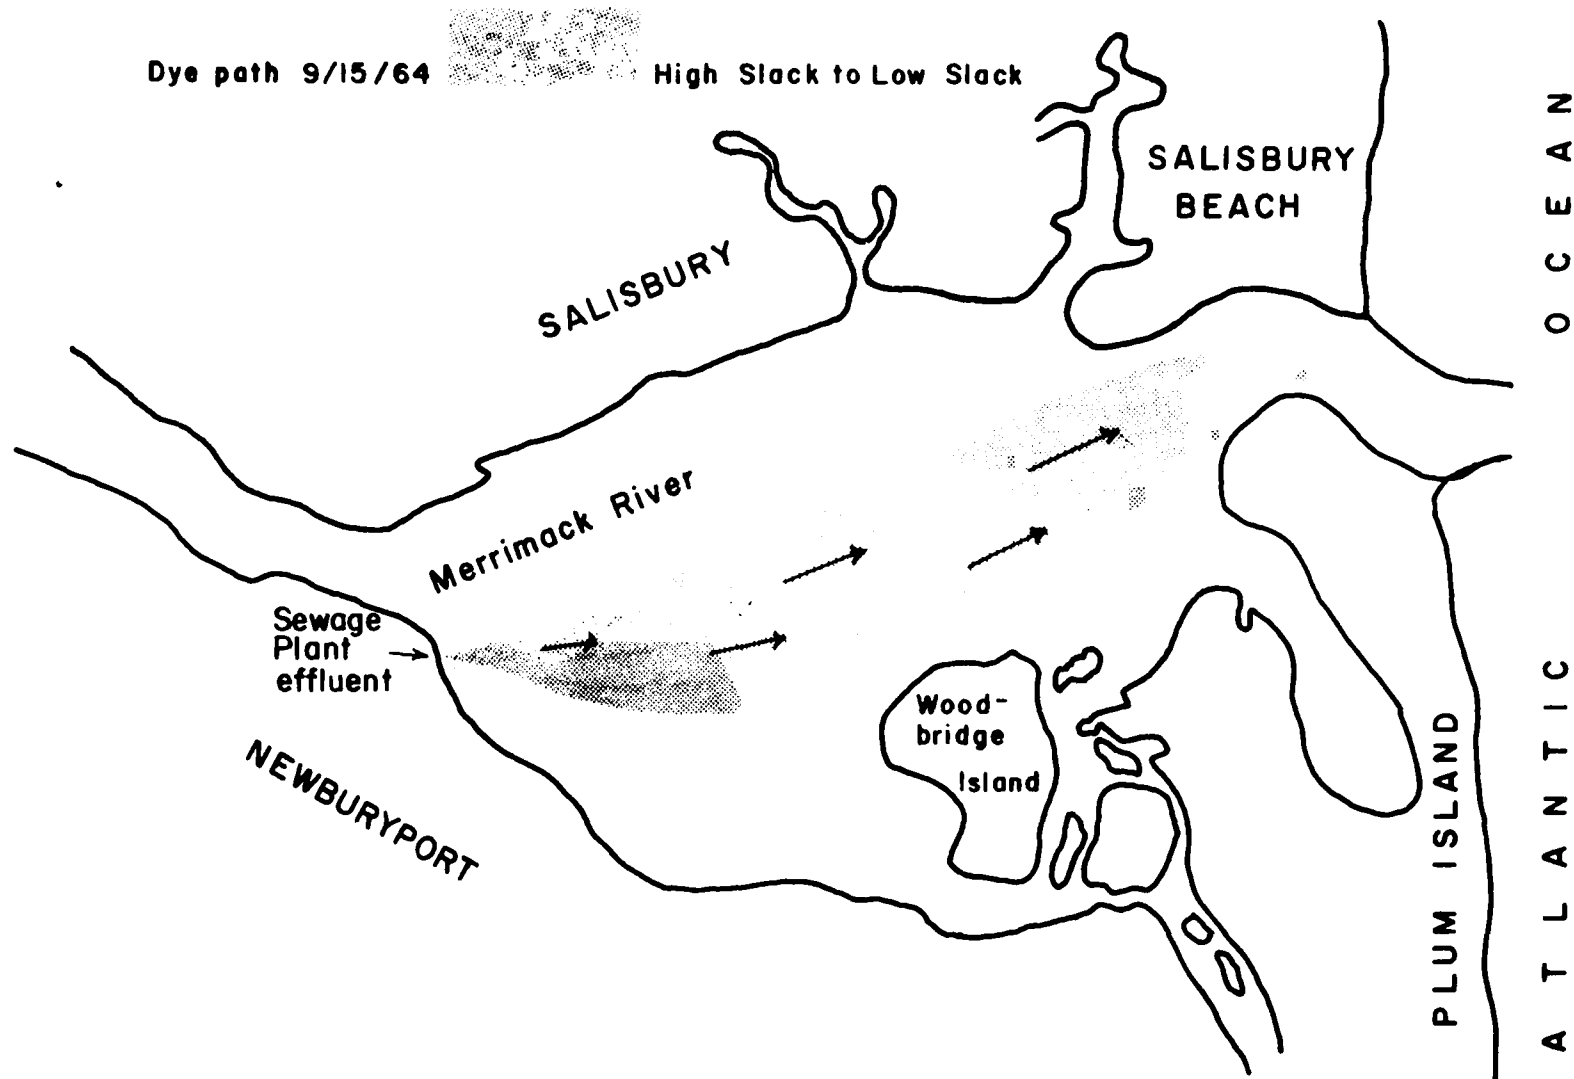 Dye path 9/15/64 High Slack to Low Slack
SALISBURY
BEACH
SALISBURY
Merrimack River
Sewage
Plant
effluent
NEWBURYPORT
Wood-
bridge
Island
PLUM ISLAND
ATLANTIC OCEAN